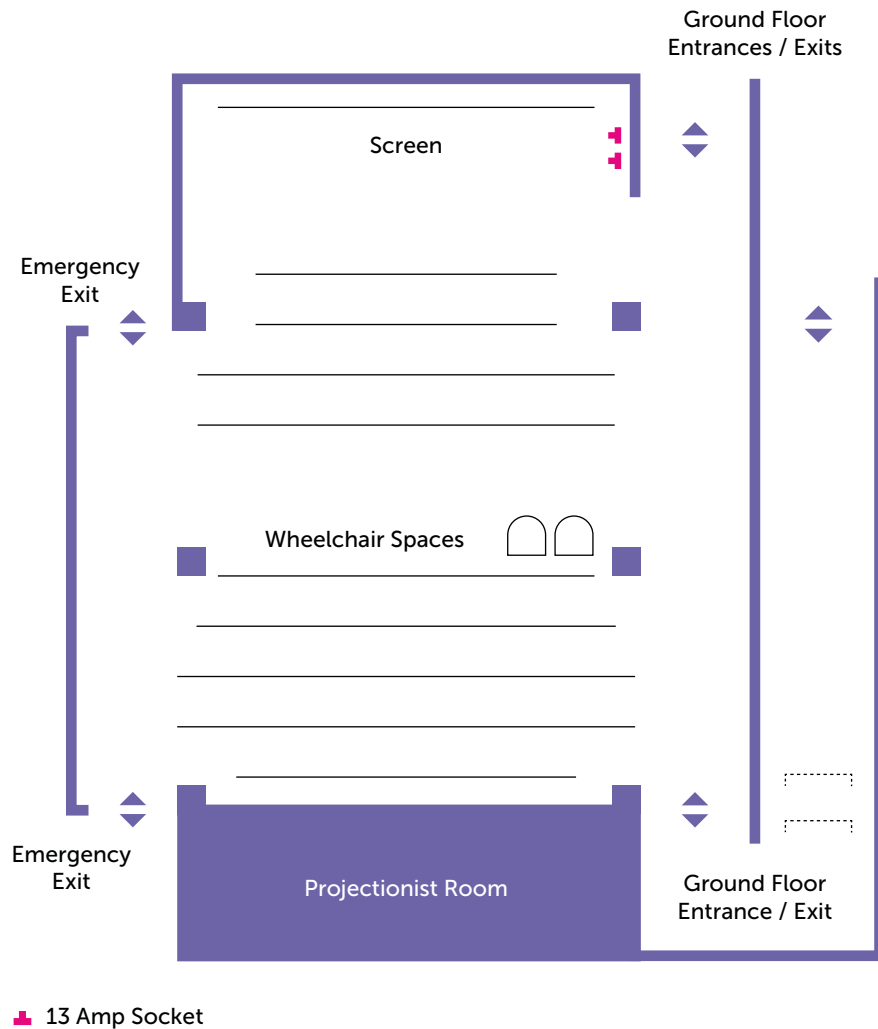 Ground Floor
Entrances / Exits
Screen
Emergency
Exit
Wheelchair Spaces
Emergency
Exit
Projectionist Room
Ground Floor
Entrance / Exit
13 Amp Socket